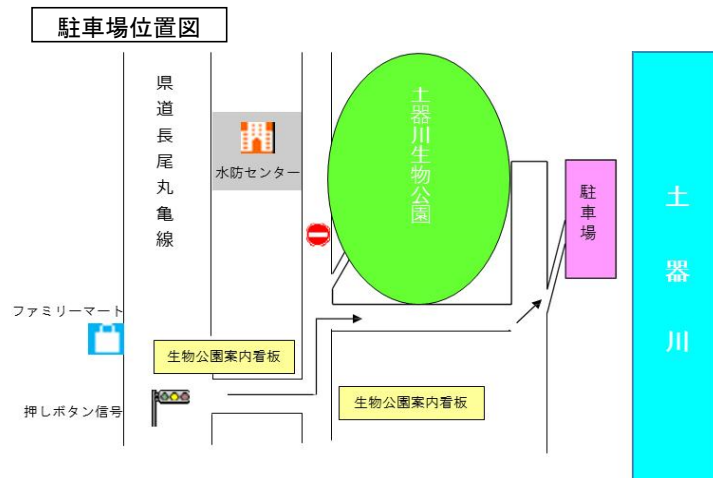 駐車場位置図
県道長尾丸亀線
水防センター
土器川生物公園
駐車場
土器川
ファミリーマート
生物公園案内看板
押しボタン信号
生物公園案内看板